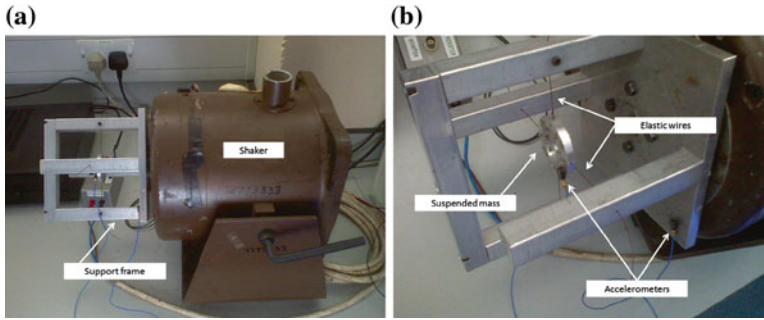 (a)
(b)
Shaker
Support frame
Elastic wires
Suspended mass
Accelerometers